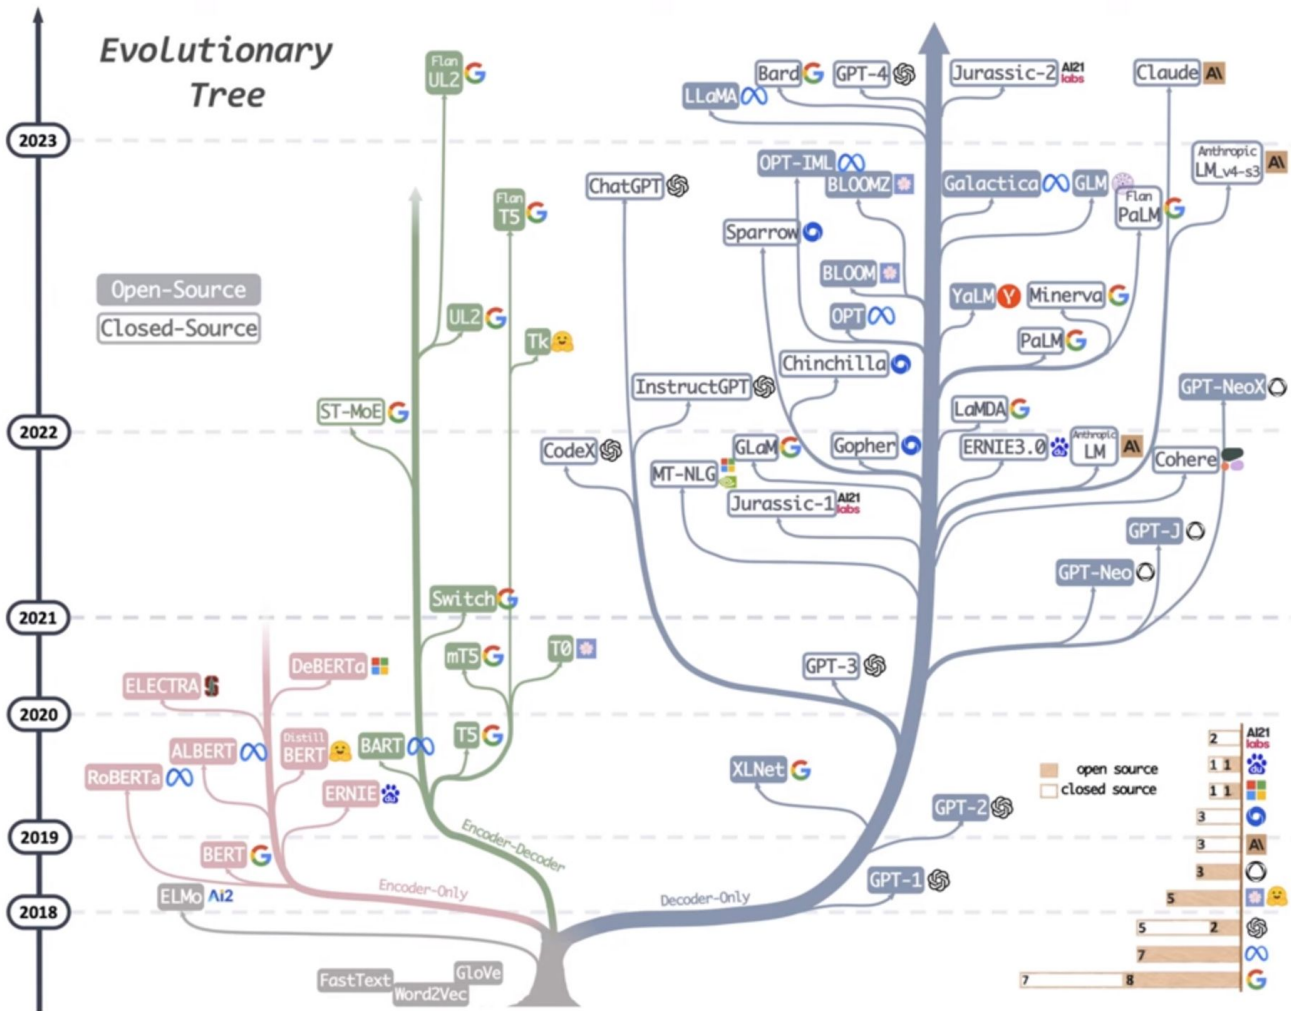 Evolutionary
Tree
2023
2022
2021
2020
2019
2018
Open-Source
Closed-Source
Flan
UL2
Flan
T5
UL2
Tk
ST-MoE
Switch
mT5
T0
T5
BART
DeBERTa
ELECTRA
ALBERT
Distill
BERT
RoBERTa
ERNIE
BERT
ELMo
Ai2
FastText
GloVe
Word2Vec
Encoder-Only
Encoder-Decoder
Decoder-Only
Bard
GPT-4
Jurassic-2
AI21
labs
Claude
A\
LLaMA
OPT-IML
BLOOMZ
Galactica
GLM
Flan
PaLM
Anthropic
LM_v4-s3
A\
ChatGPT
Sparrow
BLOOM
YaLM
Minerva
OPT
PaLM
Chinchilla
InstructGPT
GPT-NeoX
LaMDA
CodeX
GLaM
Gopher
ERNIE3.0
Anthropic
LM
A\
Cohere
MT-NLG
Jurassic-1
AI21
labs
GPT-J
GPT-Neo
GPT-3
XLNet
GPT-2
GPT-1
open source
closed source
2
AI21
labs
1 1
1 1
3
3
A\
3
5
5 2
7
7 8